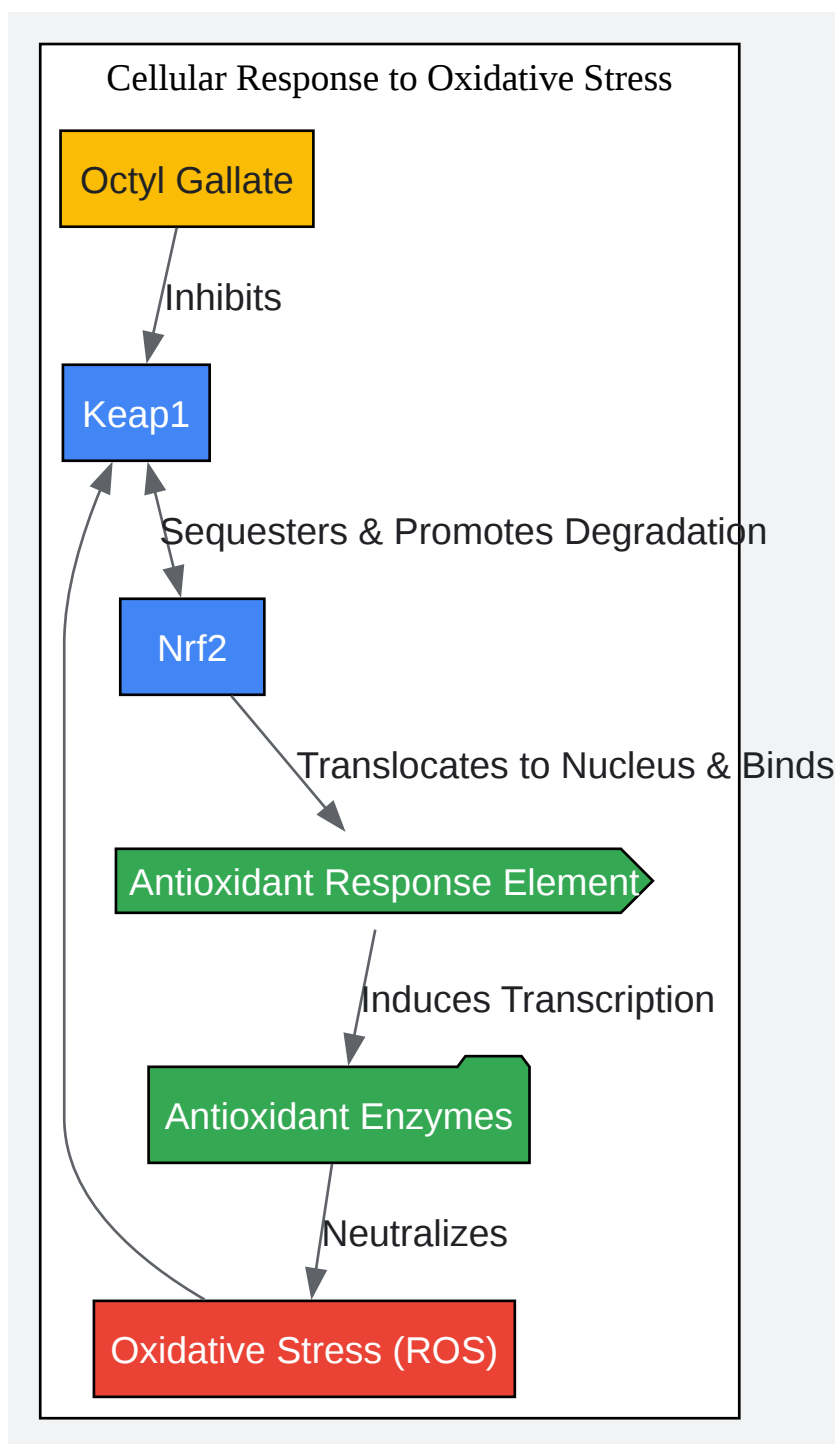 Cellular Response to Oxidative Stress
Octyl Gallate
Inhibits
Keap1
Sequesters & Promotes Degradation
Nrf2
Translocates to Nucleus & Binds
Antioxidant Response Element
Induces Transcription
Antioxidant Enzymes
Neutralizes
Oxidative Stress (ROS)